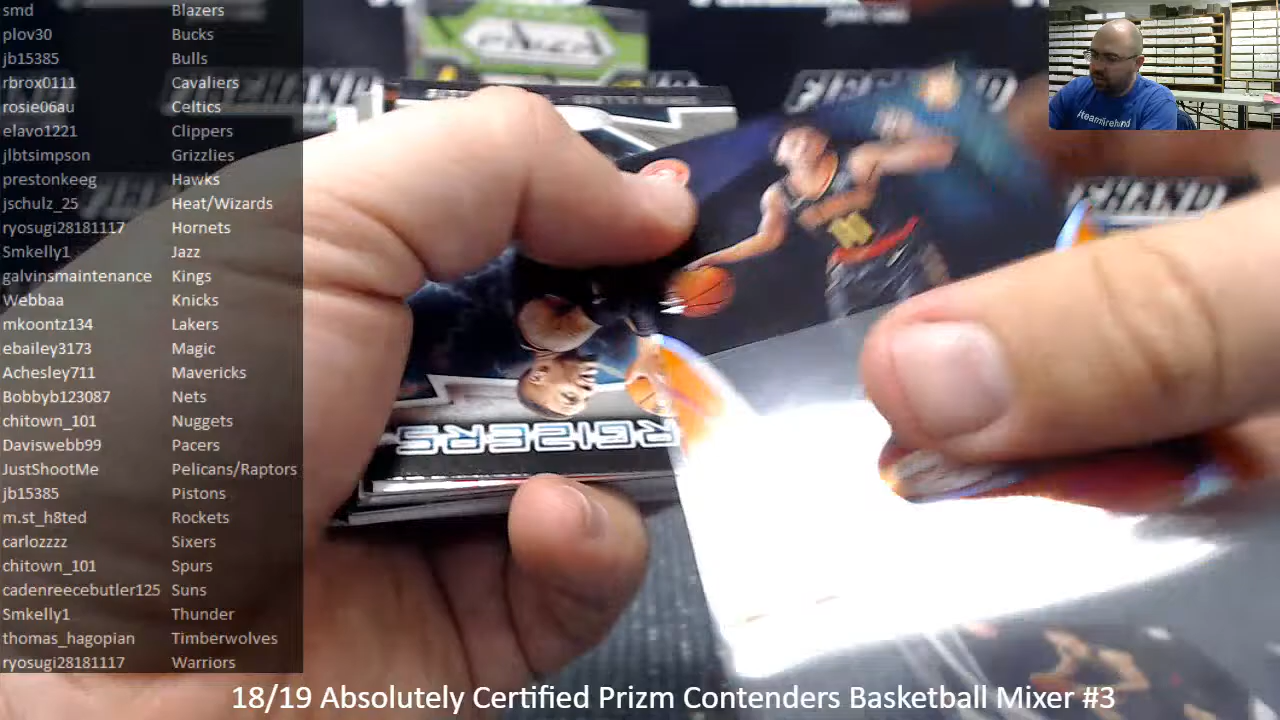 smd Blazers
plov30 Bucks
jb15385 Bulls
rbrox0111 Cavaliers
rosie06au Celtics
elavo1221 Clippers
jlbtsimpson Grizzlies
prestonkeeg Hawks
jschulz_25 Heat/Wizards
ryosugi28181117 Hornets
Smkelly1 Jazz
galvinsmaintenance Kings
Webbaa Knicks
mkoontz134 Lakers
ebailey3173 Magic
Achesley711 Mavericks
Bobbyb123087 Nets
chitown_101 Nuggets
Daviswebb99 Pacers
JustShootMe Pelicans/Raptors
jb15385 Pistons
m.st_h8ted Rockets
carlozzzz Sixers
chitown_101 Spurs
cadenreecebutler125 Suns
Smkelly1 Thunder
thomas_hagopian Timberwolves
ryosugi28181117 Warriors
18/19 Absolutely Certified Prizm Contenders Basketball Mixer #3